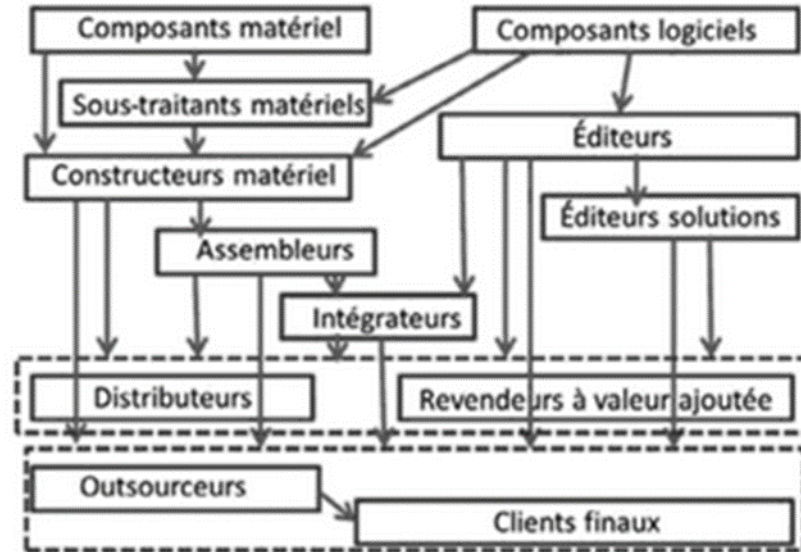 Composants matériel
Composants logiciels
Sous-traitants matériels
Éditeurs
Constructeurs matériel
Éditeurs solutions
Assembleurs
Intégrateurs
Distributeurs
Revendeurs à valeur ajoutée
Outsourceurs
Clients finaux